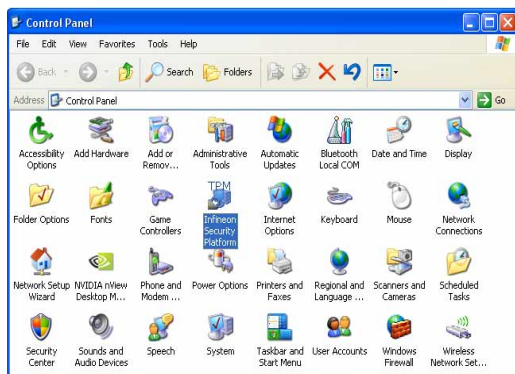 Control Panel
File Edit View Favorites Tools Help
Back Search Folders
Address Control Panel Go
Accessibility Options
Add Hardware
Add or Remov...
Administrative Tools
Automatic Updates
Bluetooth Local COM
Date and Time
Display
Folder Options
Fonts
Game Controllers
TPM
Infineon Security Platform
Internet Options
Keyboard
Mouse
Network Connections
Network Setup Wizard
NVIDIA nView Desktop M...
Phone and Modem ...
Power Options
Printers and Faxes
Regional and Language ...
Scanners and Cameras
Scheduled Tasks
Security Center
Sounds and Audio Devices
Speech
System
Taskbar and Start Menu
User Accounts
Windows Firewall
Wireless Network Set...